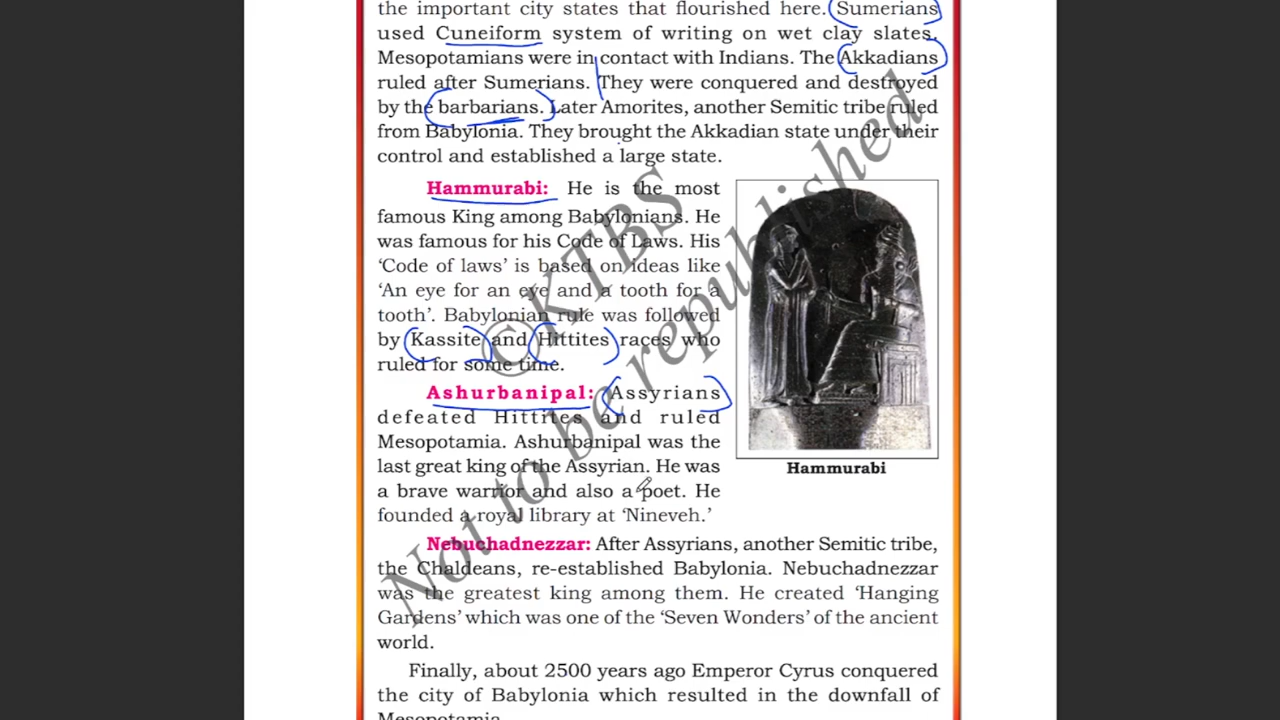 the important city states that flourished here. Sumerians
used Cuneiform system of writing on wet clay slates.
Mesopotamians were in contact with Indians. The Akkadians
ruled after Sumerians. They were conquered and destroyed
by the barbarians. Later Amorites, another Semitic tribe ruled
from Babylonia. They brought the Akkadian state under their
control and established a large state.
Hammurabi: He is the most
famous King among Babylonians. He
was famous for his Code of Laws. His
‘Code of laws’ is based on ideas like
‘An eye for an eye and a tooth for a
tooth’. Babylonian rule was followed
by Kassite and Hittites races who
ruled for some time.
Ashurbanipal: Assyrians
defeated Hittites and ruled
Mesopotamia. Ashurbanipal was the
last great king of the Assyrian. He was
a brave warrior and also a poet. He
founded a royal library at ‘Nineveh.’
Hammurabi
Nebuchadnezzar: After Assyrians, another Semitic tribe,
the Chaldeans, re-established Babylonia. Nebuchadnezzar
was the greatest king among them. He created ‘Hanging
Gardens’ which was one of the ‘Seven Wonders’ of the ancient
world.
Finally, about 2500 years ago Emperor Cyrus conquered
the city of Babylonia which resulted in the downfall of
Mesopotamia.
©KTBS
Not to be republished